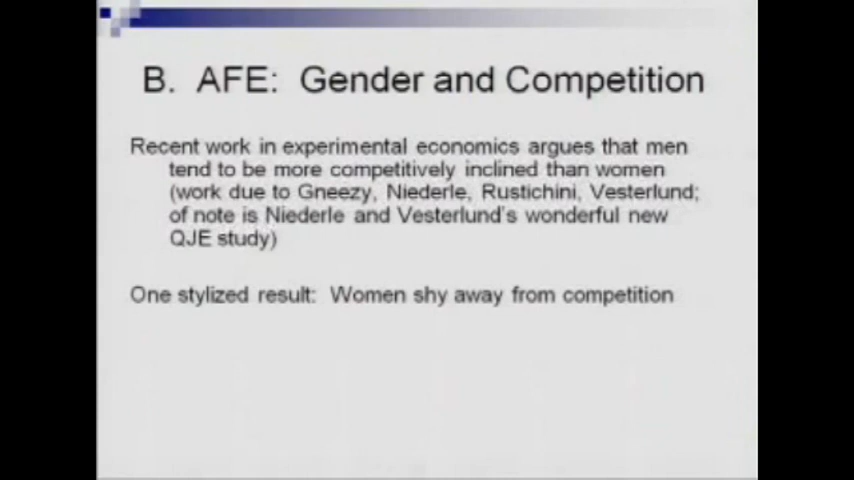 B. AFE: Gender and Competition
Recent work in experimental economics argues that men
tend to be more competitively inclined than women
(work due to Gneezy, Niederle, Rustichini, Vesterlund;
of note is Niederle and Vesterlund's wonderful new
QJE study)
One stylized result: Women shy away from competition